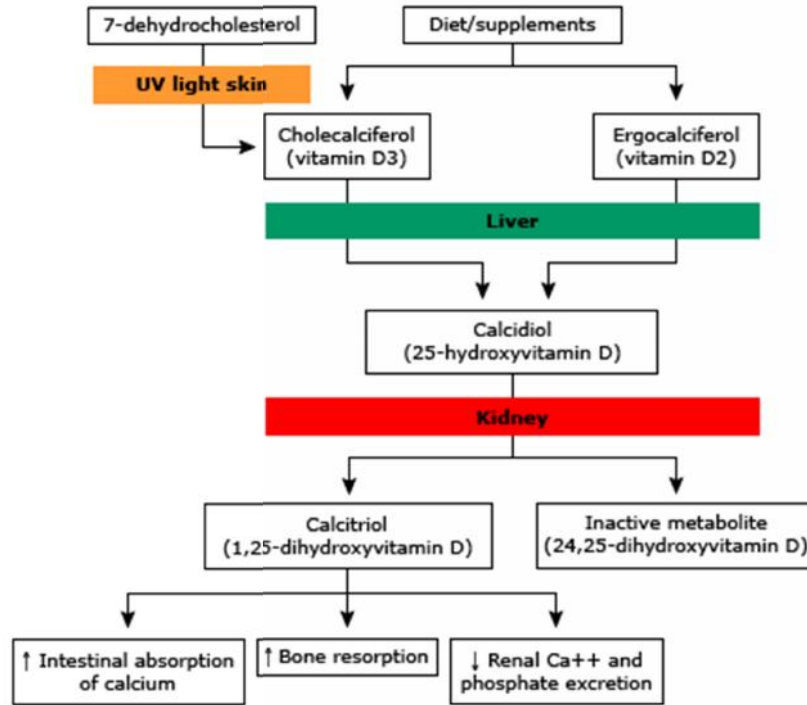 7-dehydrocholesterol
Diet/supplements
UV light skin
Cholecalciferol
(vitamin D3)
Ergocalciferol
(vitamin D2)
Liver
Calcidiol
(25-hydroxyvitamin D)
Kidney
Calcitriol
(1,25-dihydroxyvitamin D)
Inactive metabolite
(24,25-dihydroxyvitamin D)
↑ Intestinal absorption
of calcium
↑ Bone resorption
↓ Renal Ca++ and
phosphate excretion